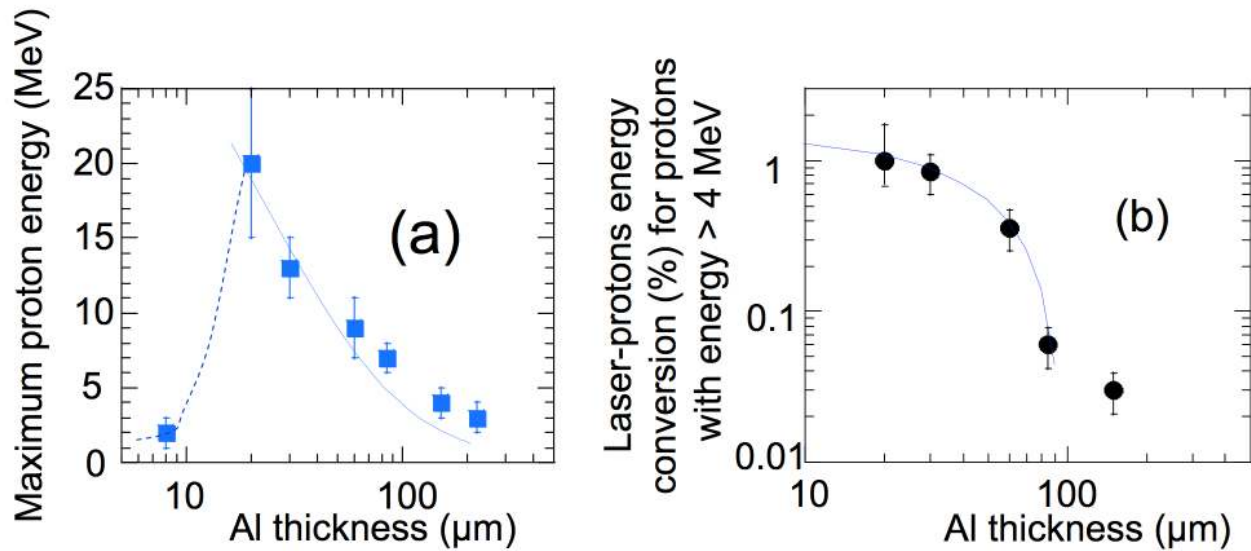 Maximum proton energy (MeV)
25
20
15
10
5
0
10
100
Al thickness (µm)
(a)
Laser-protons energy
conversion (%) for protons
with energy > 4 MeV
1
0.1
0.01
10
100
Al thickness (µm)
(b)